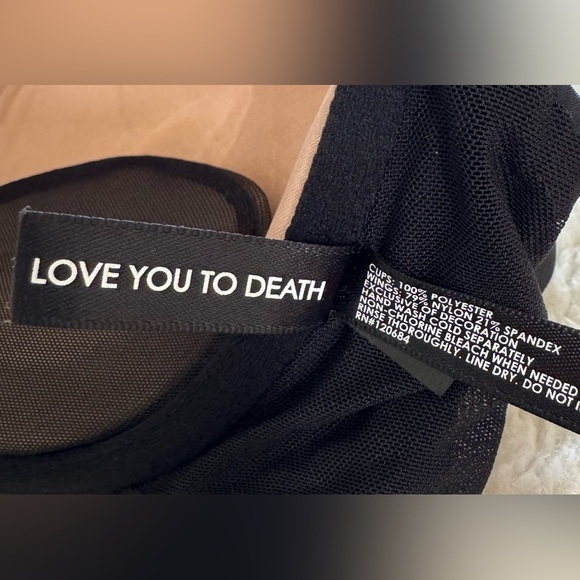 LOVE YOU TO DEATH
CUPS: 100% POLYESTER
WINGS: 79% NYLON 21% SPANDEX
EXCLUSIVE OF DECORATION
HAND WASH COLD SEPARATELY
NON CHLORINE BLEACH WHEN NEEDED
RINSE THOROUGHLY. LINE DRY. DO NOT
RN#120684